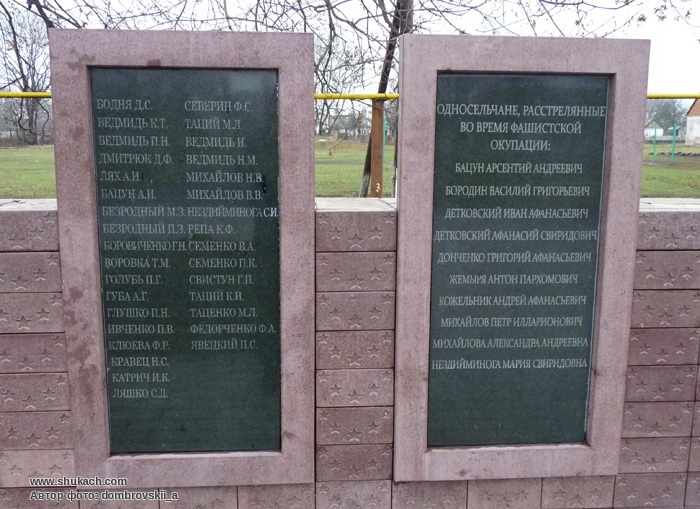 БОДНЯ Д.С.
ВЕДМИДЬ К.Т.
ВЕДМИДЬ П.Н.
ДМИТРЮК Д.Ф.
ЛЯХ А.И.
БАЦУН А.И.
БЕЗРОДНЫЙ М.З.
БЕЗРОДНЫЙ П.З.
БОРОВИЧЕНКО Г.Н.
ВОРОВКА Т.М.
ГОЛУБЬ П.Г.
ГУБА А.Г.
ГЛУШКО П.Н.
ИВЧЕНКО П.В.
КЛЮЕВА Ф.Р.
КРАВЕЦ Н.С.
КАТРИЧ И.К.
ЛЯШКО С.Д.
СЕВЕРИН Ф.С.
ТАЦИЙ М.Л.
ВЕДМИДЬ И.
ВЕДМИДЬ Н.М.
МИХАЙЛОВ Н.В.
МИХАЙЛОВ В.В.
НЕЗДИЙМИНОГА С.И.
РЕПА К.Ф.
СЕМЕНКО В.А.
СЕМЕНКО П.К.
СВИСТУН Г.П.
ТАЦИЙ К.И.
ТАЦЕНКО М.Л.
ФЕДОРЧЕНКО Ф.А.
ЯВЕЦКИЙ П.С.
ОДНОСЕЛЬЧАНЕ, РАССТРЕЛЯННЫЕ
ВО ВРЕМЯ ФАШИСТСКОЙ
ОКУПАЦИИ:
БАЦУН АРСЕНТИЙ АНДРЕЕВИЧ
БОРОДИН ВАСИЛИЙ ГРИГОРЬЕВИЧ
ДЕТКОВСКИЙ ИВАН АФАНАСЬЕВИЧ
ДЕТКОВСКИЙ АФАНАСИЙ СВИРИДОВИЧ
ДОНЧЕНКО ГРИГОРИЙ АФАНАСЬЕВИЧ
ЖЕМЫРЯ АНТОН ПАРХОМОВИЧ
КОЖЕЛЬНИК АНДРЕЙ АФАНАСЬЕВИЧ
МИХАЙЛОВ ПЕТР ИЛЛАРИОНОВИЧ
МИХАЙЛОВА АЛЕКСАНДРА АНДРЕЕВНА
НЕЗДИЙМИНОГА МАРИЯ СВИРИДОВНА
www.shukach.com
Автор фото: dombrovskii_a